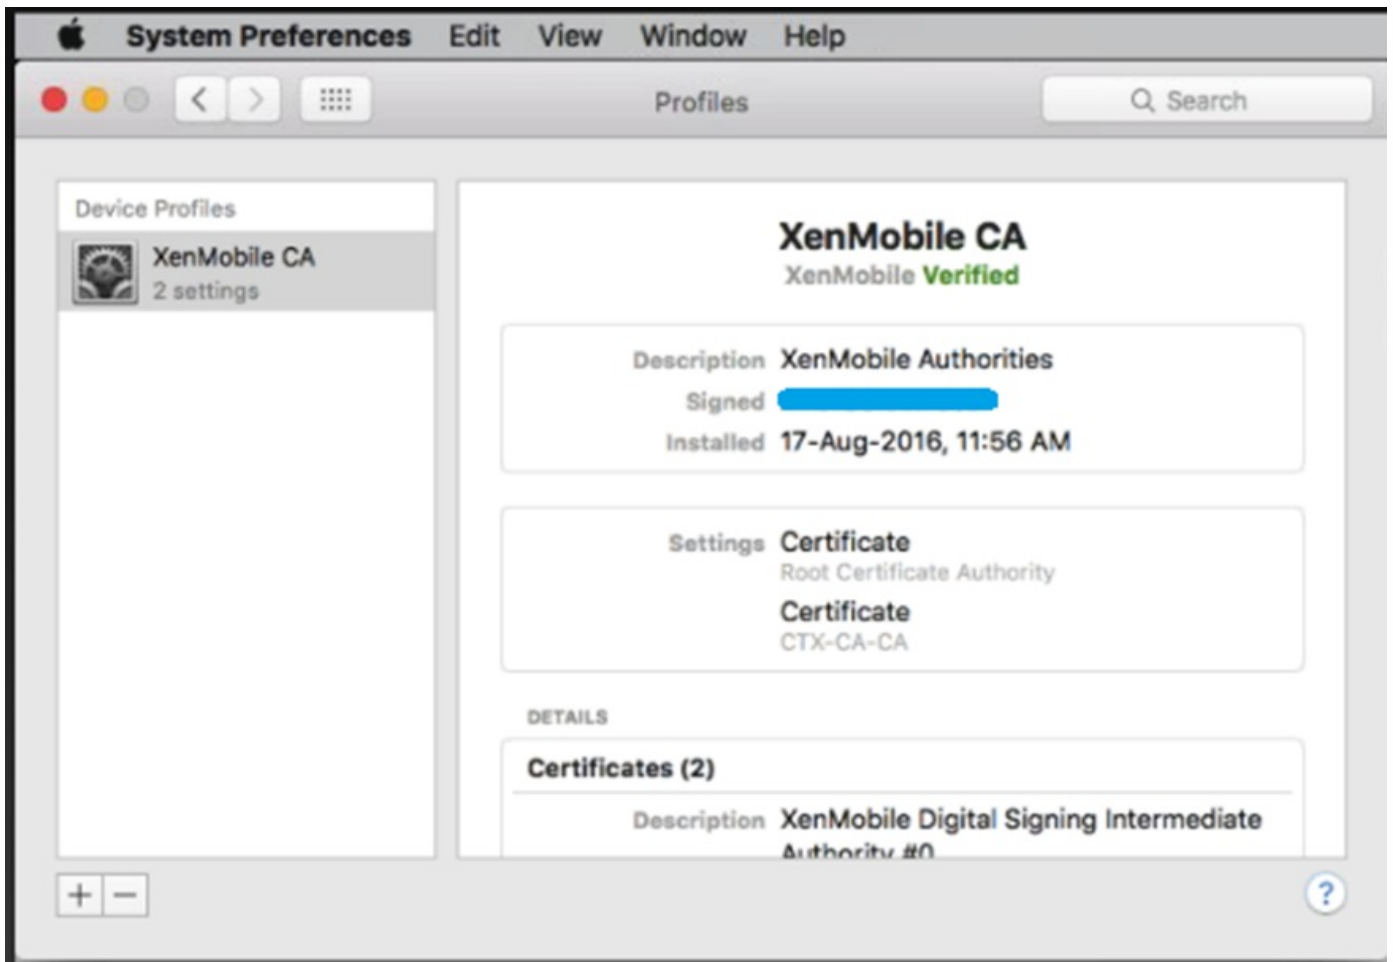 System Preferences Edit View Window Help
Profiles
Search
Device Profiles
XenMobile CA
2 settings
XenMobile CA
XenMobile Verified
Description XenMobile Authorities
Signed
Installed 17-Aug-2016, 11:56 AM
Settings Certificate
Root Certificate Authority
Certificate
CTX-CA-CA
DETAILS
Certificates (2)
Description XenMobile Digital Signing Intermediate
Authority #0
+ −
?